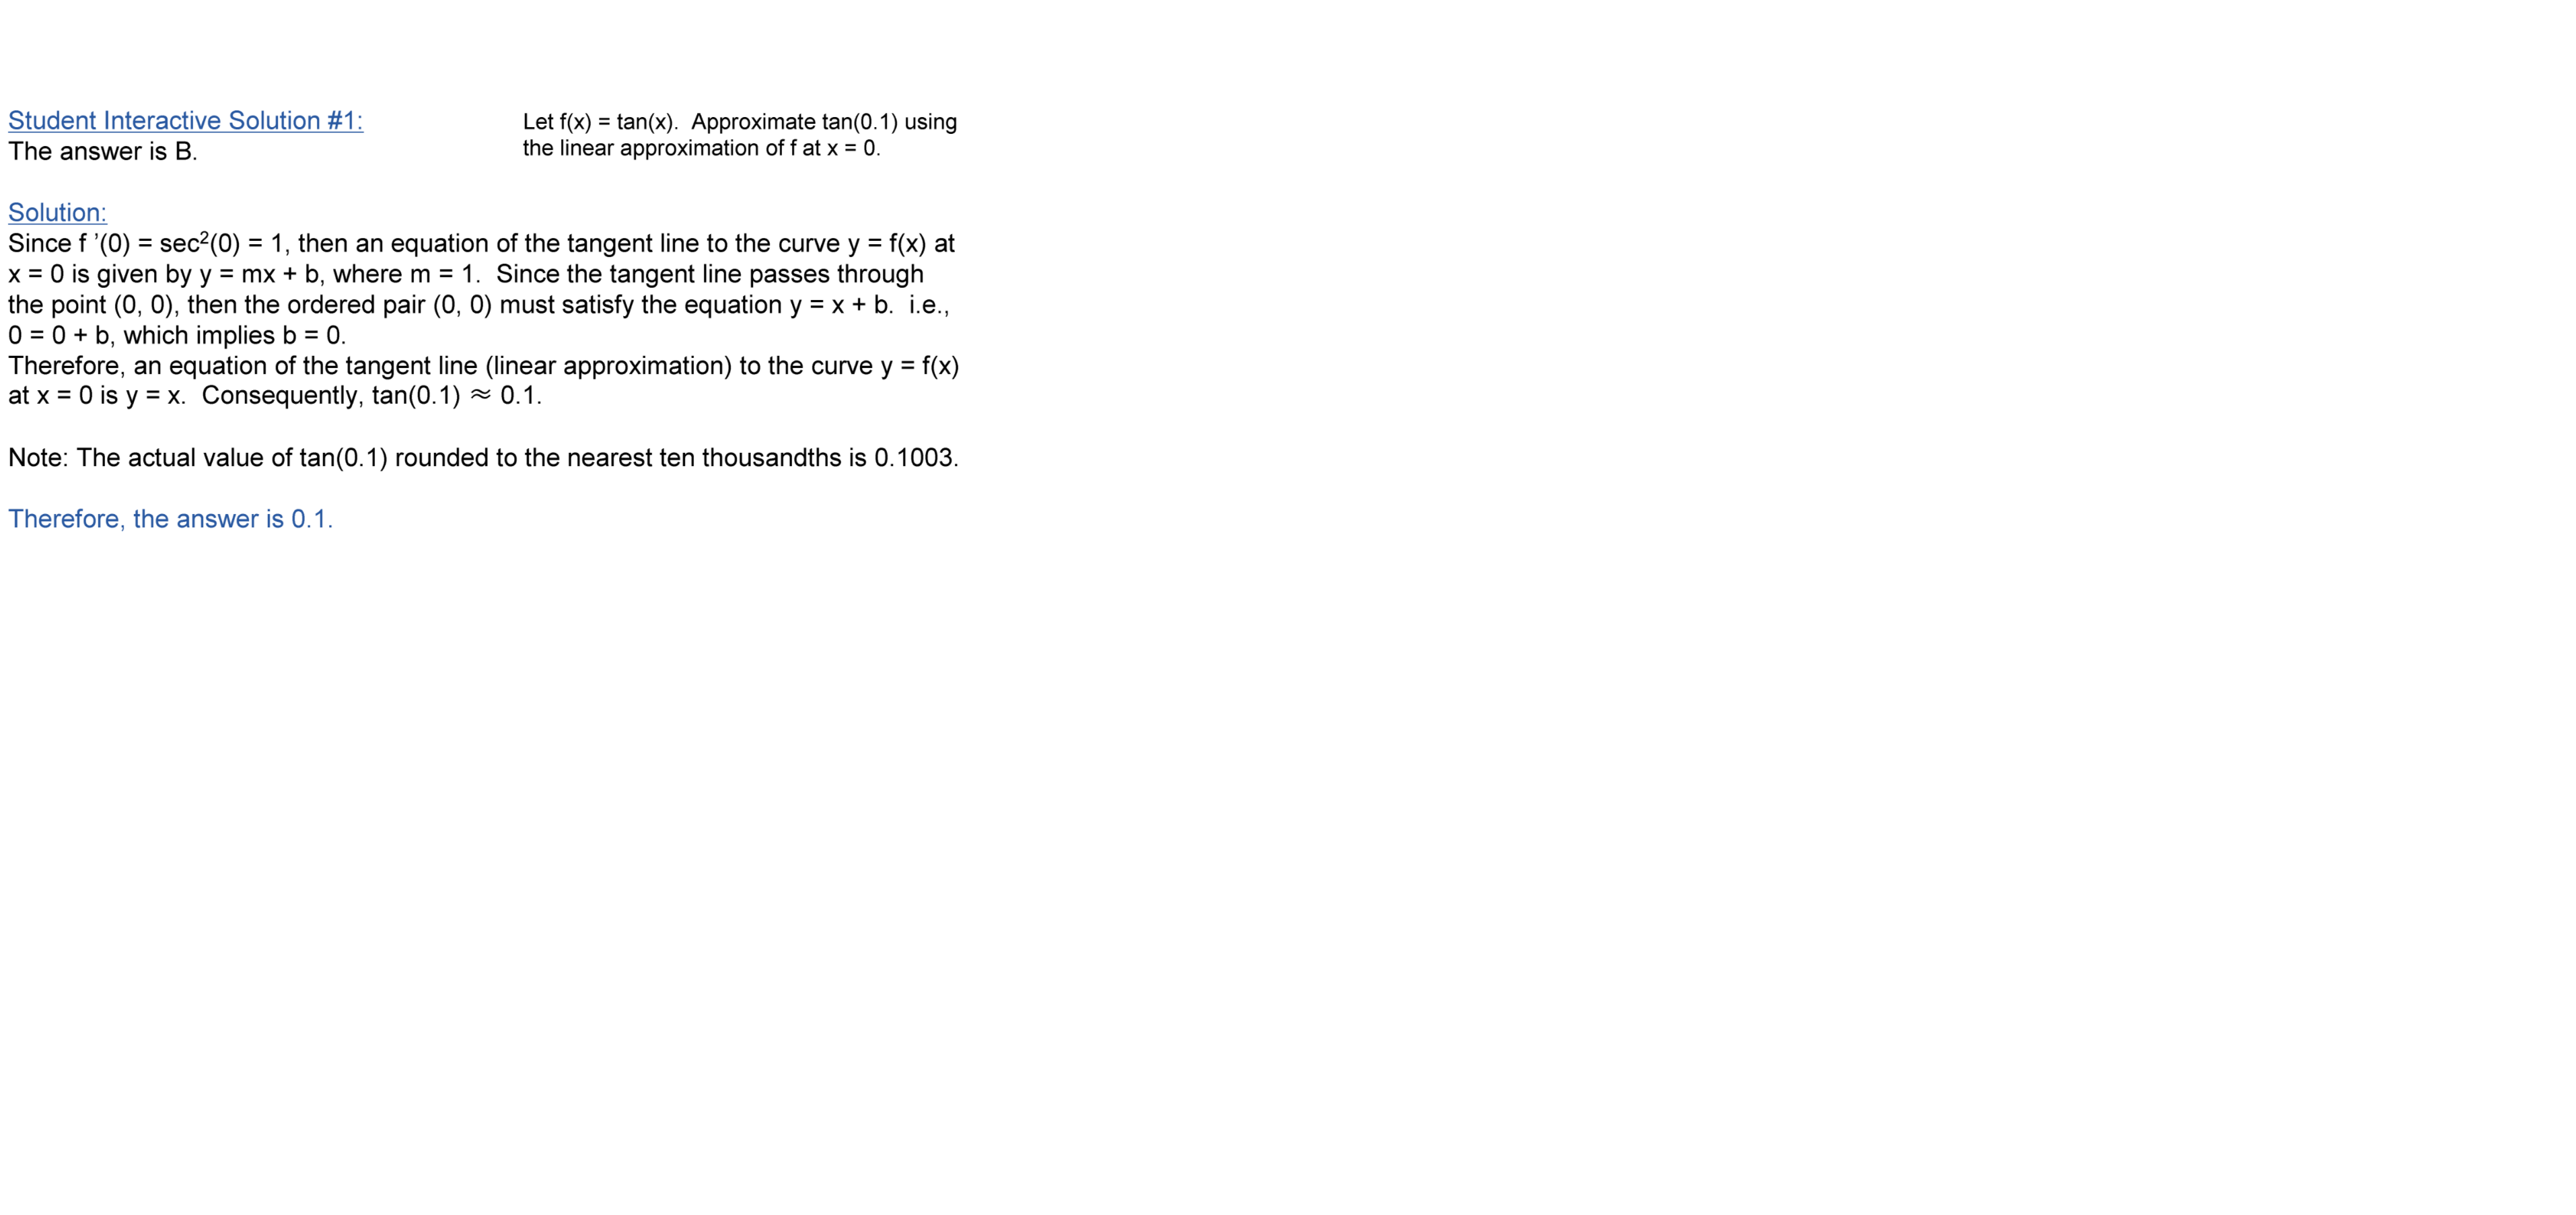 Student Interactive Solution #1:
The answer is B.
Let f(x) = tan(x). Approximate tan(0.1) using
the linear approximation of f at x = 0.
Solution:
Since f ’(0) = sec²(0) = 1, then an equation of the tangent line to the curve y = f(x) at
x = 0 is given by y = mx + b, where m = 1. Since the tangent line passes through
the point (0, 0), then the ordered pair (0, 0) must satisfy the equation y = x + b. i.e.,
0 = 0 + b, which implies b = 0.
Therefore, an equation of the tangent line (linear approximation) to the curve y = f(x)
at x = 0 is y = x. Consequently, tan(0.1) ≈ 0.1.
Note: The actual value of tan(0.1) rounded to the nearest ten thousandths is 0.1003.
Therefore, the answer is 0.1.